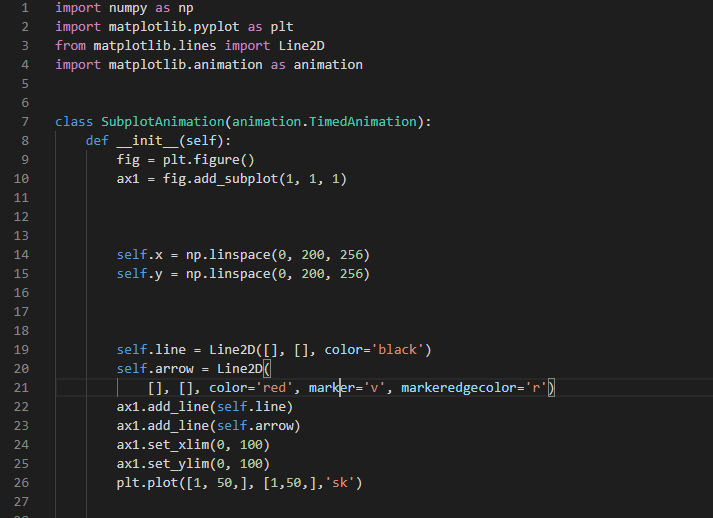 1 import numpy as np
2 import matplotlib.pyplot as plt
3 from matplotlib.lines import Line2D
4 import matplotlib.animation as animation
5
6
7 class SubplotAnimation(animation.TimedAnimation):
8     def __init__(self):
9         fig = plt.figure()
10         ax1 = fig.add_subplot(1, 1, 1)
11
12
13
14         self.x = np.linspace(0, 200, 256)
15         self.y = np.linspace(0, 200, 256)
16
17
18
19         self.line = Line2D([], [], color='black')
20         self.arrow = Line2D(
21             [], [], color='red', marker='v', markeredgecolor='r')
22         ax1.add_line(self.line)
23         ax1.add_line(self.arrow)
24         ax1.set_xlim(0, 100)
25         ax1.set_ylim(0, 100)
26         plt.plot([1, 50,], [1,50,],'sk')
27